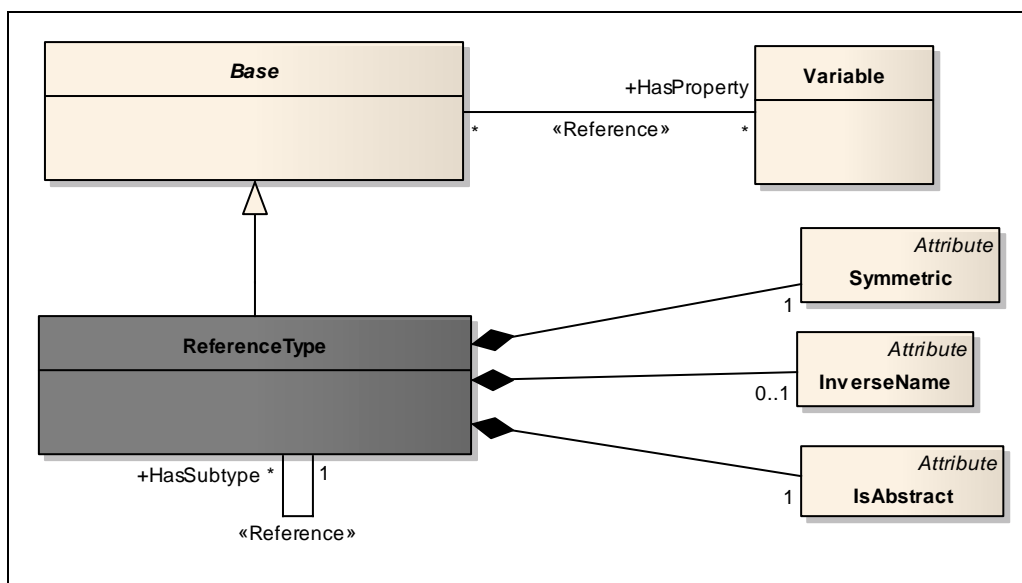 Base
Variable
+HasProperty
* «Reference» *
Attribute
Symmetric
1
ReferenceType
Attribute
InverseName
0..1
Attribute
IsAbstract
1
+HasSubtype * 1
«Reference»